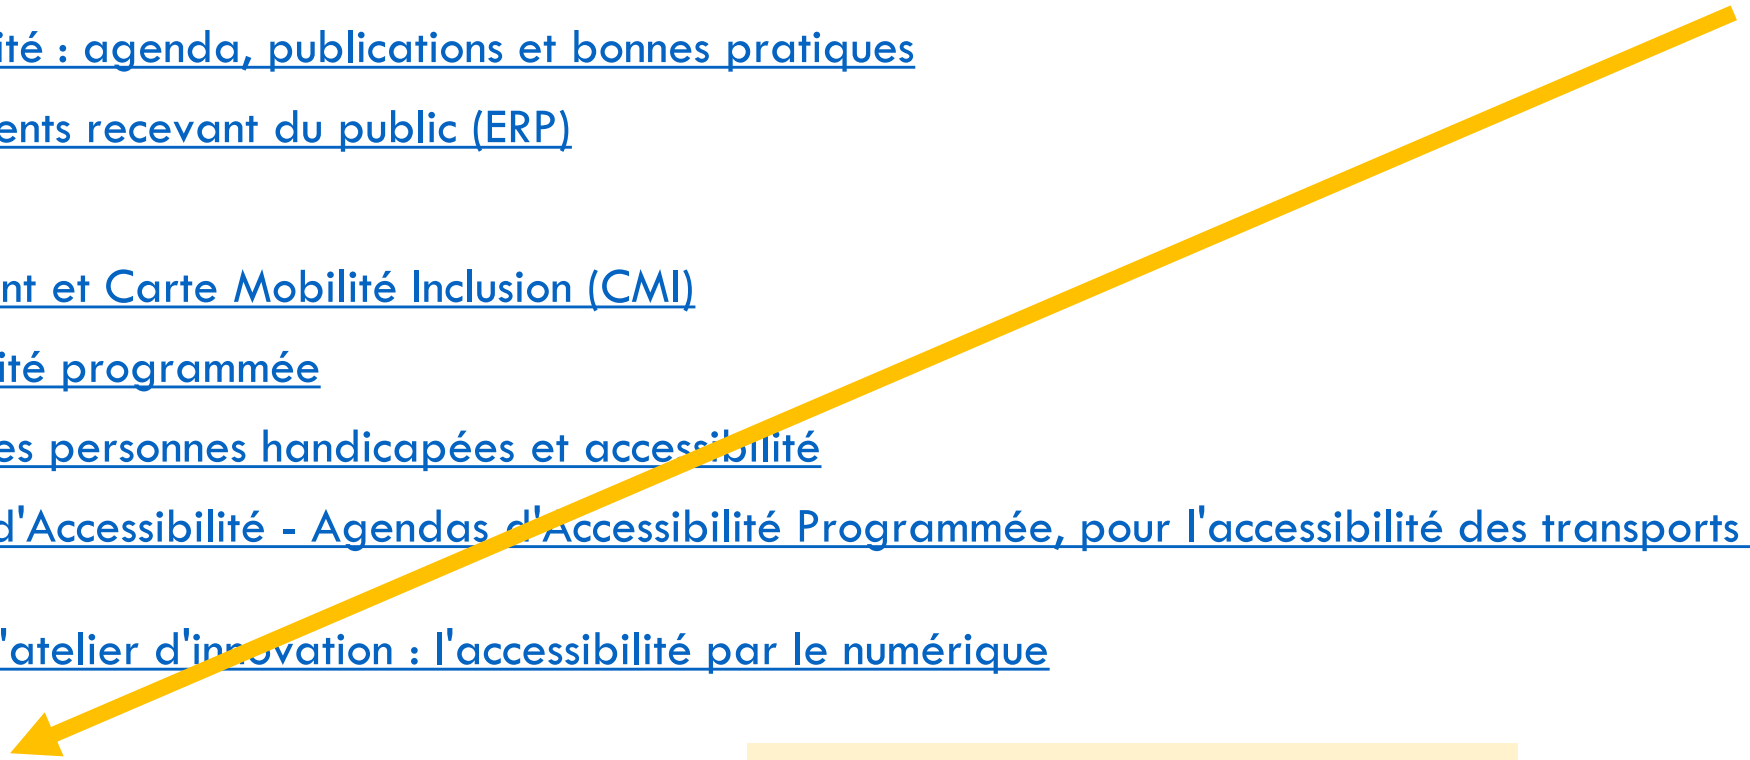 ité : agenda, publications et bonnes pratiques
ents recevant du public (ERP)
nt et Carte Mobilité Inclusion (CMI)
ité programmée
es personnes handicapées et accessibilité
d'Accessibilité - Agendas d'Accessibilité Programmée, pour l'accessibilité des transports
'atelier d'innovation : l'accessibilité par le numérique